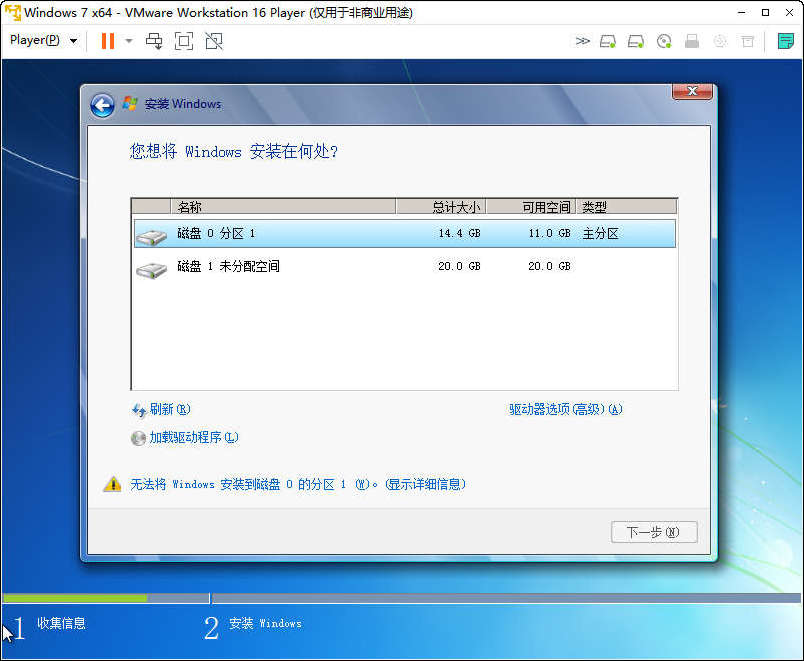 Windows 7 x64 - VMware Workstation 16 Player (仅用于非商业用途)
Player(P)
安装 Windows
您想将 Windows 安装在何处?
名称 总计大小 可用空间 类型
磁盘 0 分区 1 14.4 GB 11.0 GB 主分区
磁盘 1 未分配空间 20.0 GB 20.0 GB
刷新(R) 驱动器选项(高级)(A)
加载驱动程序(L)
无法将 Windows 安装到磁盘 0 的分区 1 (W)。(显示详细信息)
下一步(N)
1 收集信息 2 安装 Windows